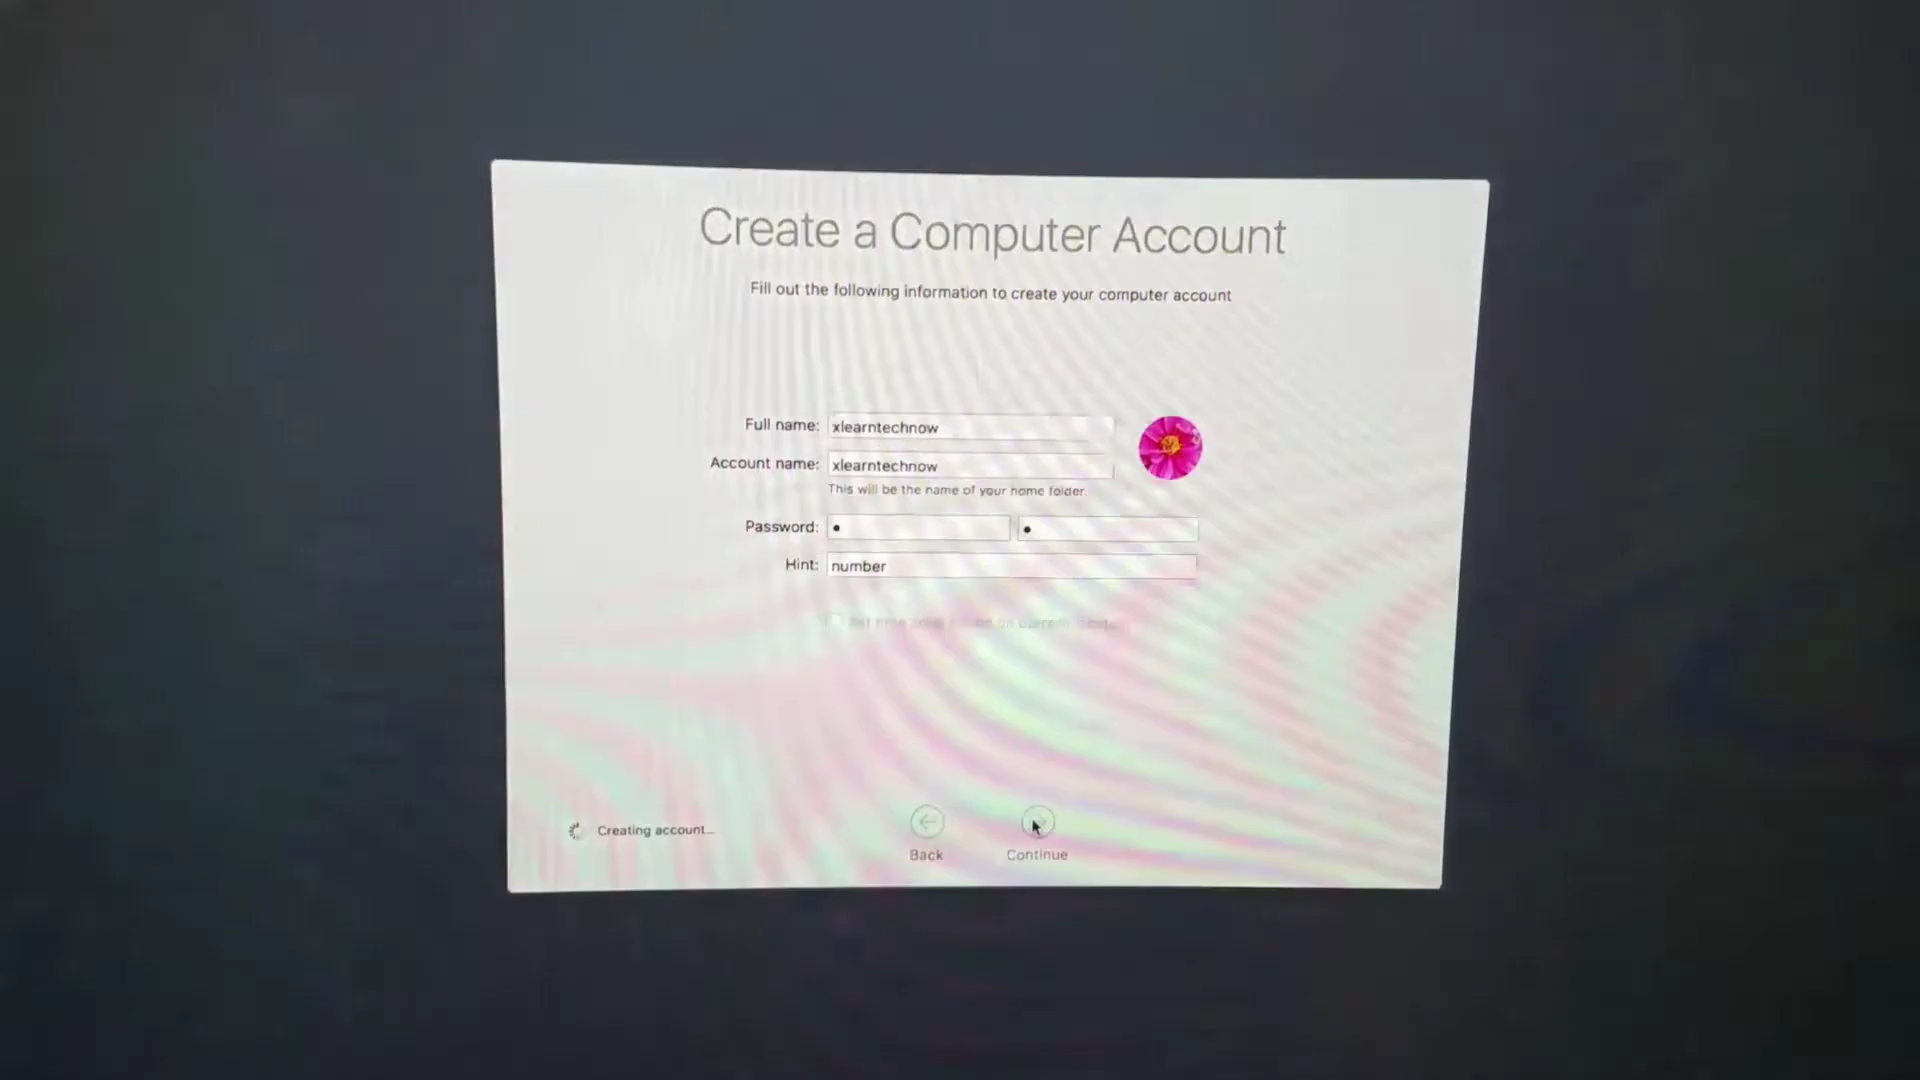 Create a Computer Account
Fill out the following information to create your computer account
Full name: xlearntechnow
Account name: xlearntechnow
This will be the name of your home folder.
Password: • •
Hint: number
Creating account...
Back Continue